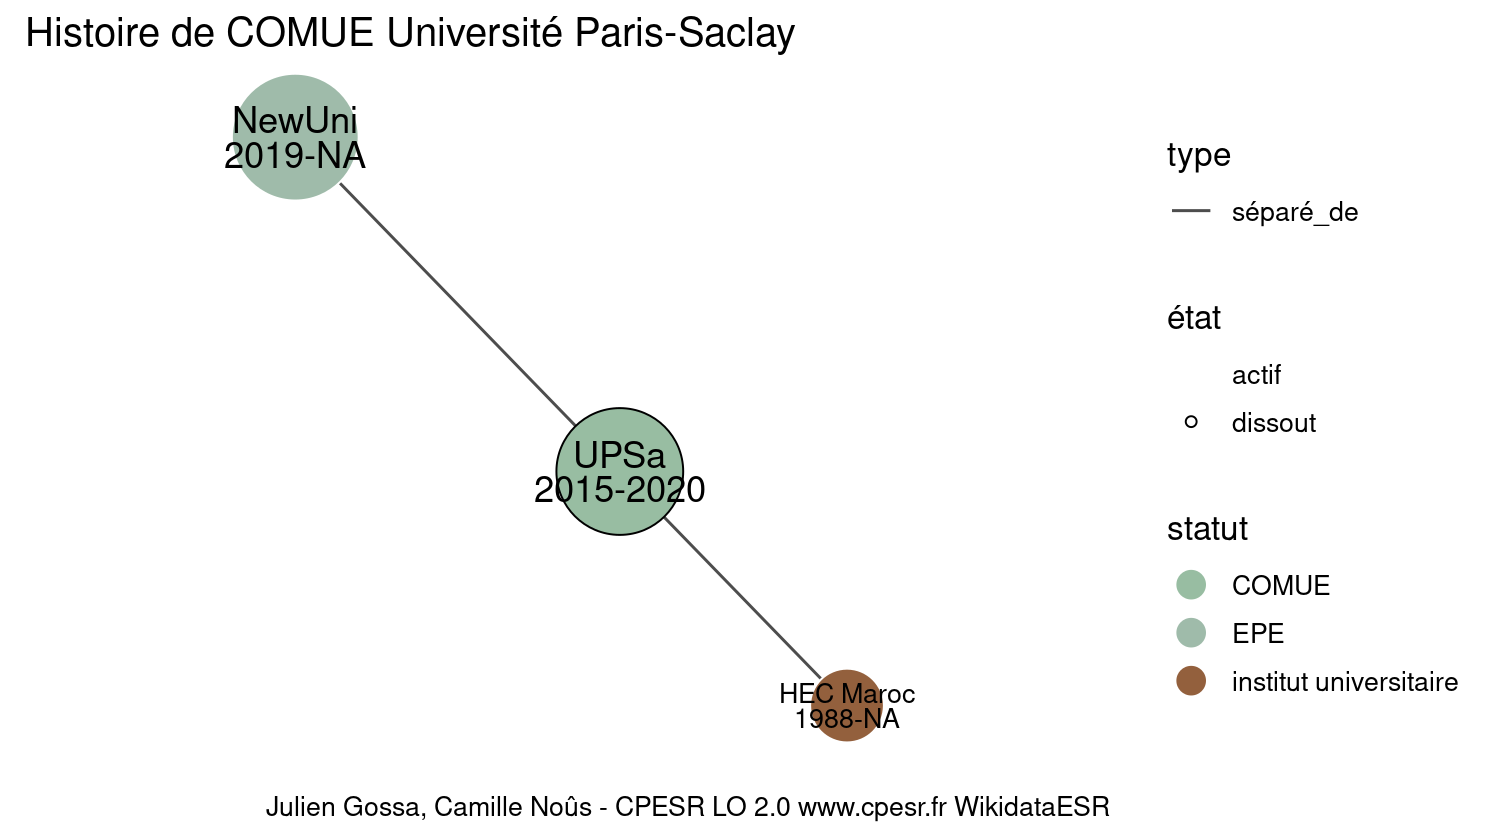 Histoire de COMUE Université Paris-Saclay
NewUni
2019-NA
UPSa
2015-2020
HEC Maroc
1988-NA
type
séparé_de
état
actif
dissout
statut
COMUE
EPE
institut universitaire
Julien Gossa, Camille Noûs - CPESR LO 2.0 www.cpesr.fr WikidataESR